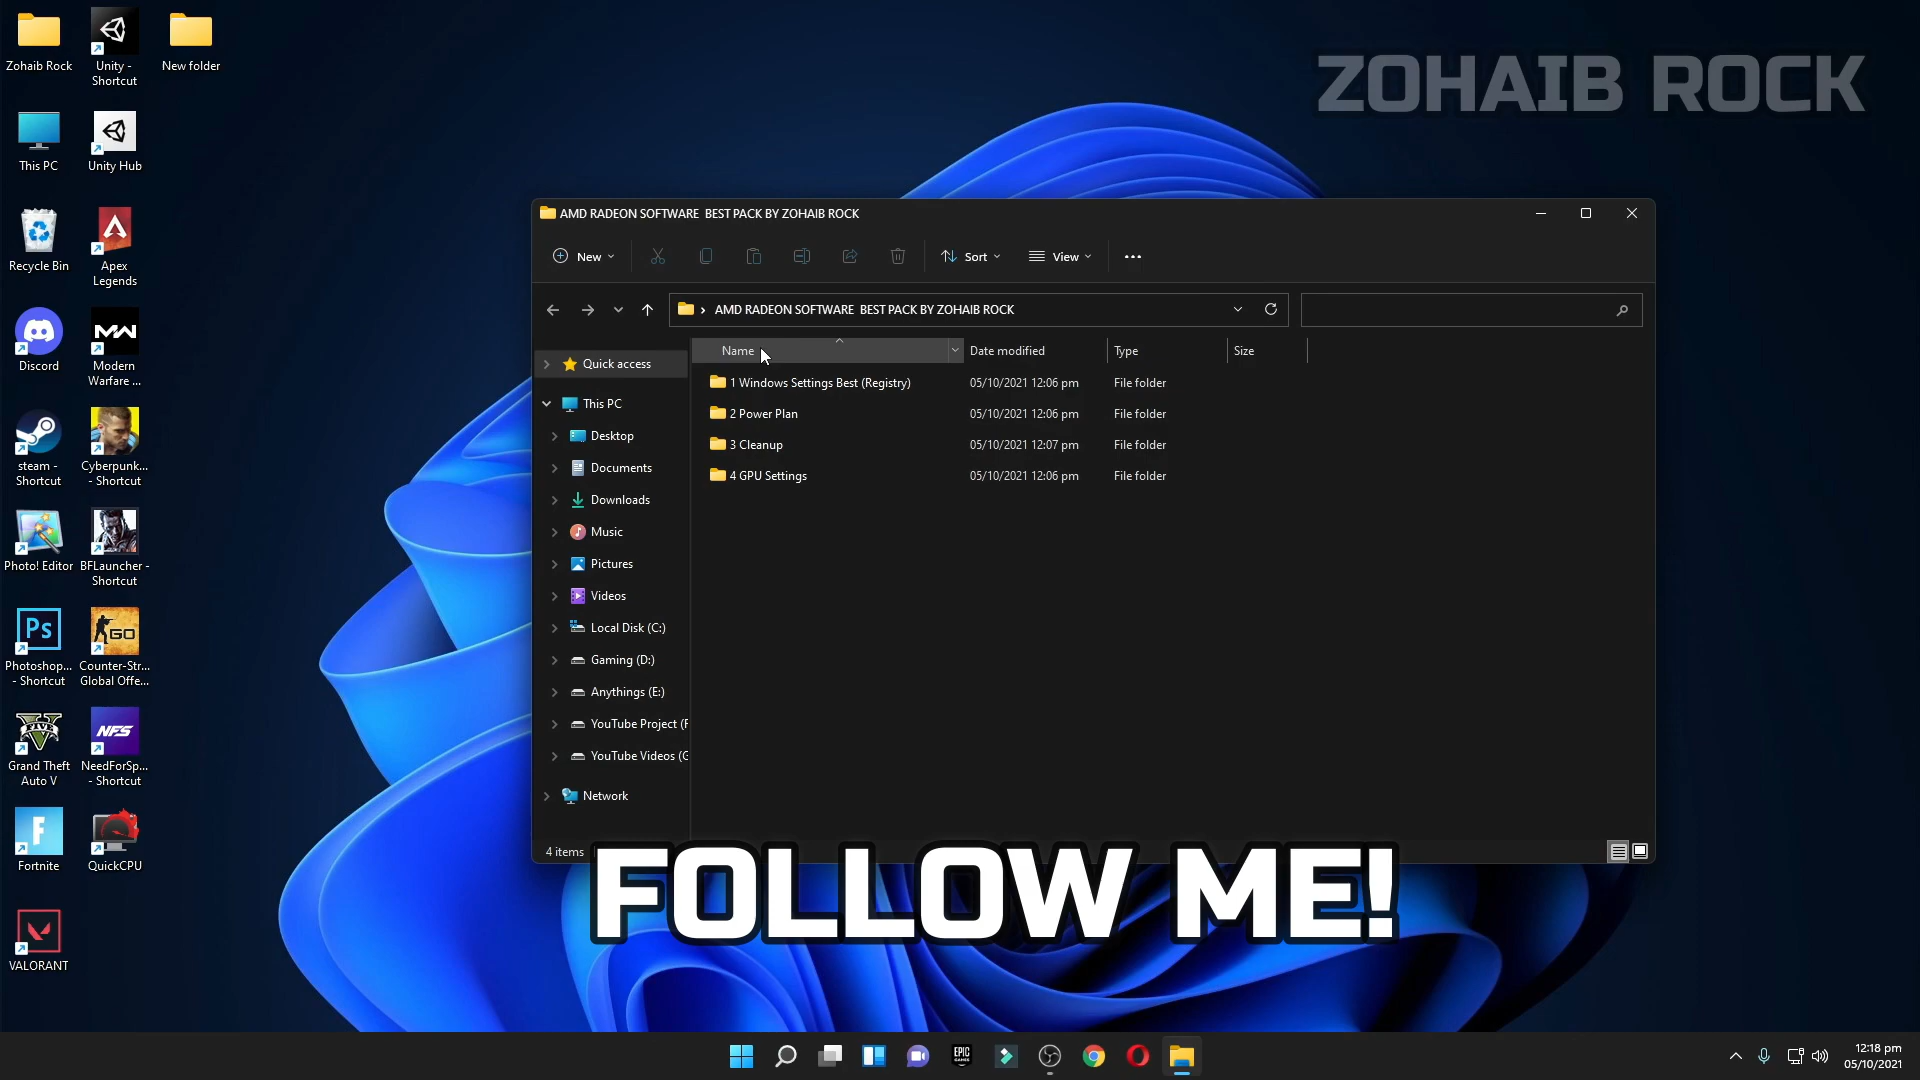 Zohaib Rock
Unity -
Shortcut
New folder
ZOHAIB ROCK
This PC
Unity Hub
Recycle Bin
Apex
Legends
Discord
Modern
Warfare ...
steam -
Shortcut
Cyberpunk...
- Shortcut
Photo! Editor
BFLauncher -
Shortcut
Ps
GO
Photoshop...
- Shortcut
Counter-Str...
Global Offe...
FIVE
NFS
Grand Theft
Auto V
NeedForSp...
- Shortcut
Fortnite
QuickCPU
VALORANT
AMD RADEON SOFTWARE  BEST PACK BY ZOHAIB ROCK
New
Sort
View
AMD RADEON SOFTWARE  BEST PACK BY ZOHAIB ROCK
Quick access
This PC
Desktop
Documents
Downloads
Music
Pictures
Videos
Local Disk (C:)
Gaming (D:)
Anythings (E:)
YouTube Project (F
YouTube Videos (G
Network
Name
Date modified
Type
Size
1 Windows Settings Best (Registry)
05/10/2021 12:06 pm
File folder
2 Power Plan
05/10/2021 12:06 pm
File folder
3 Cleanup
05/10/2021 12:07 pm
File folder
4 GPU Settings
05/10/2021 12:06 pm
File folder
4 items
FOLLOW ME!
EPIC
GAMES
12:18 pm
05/10/2021